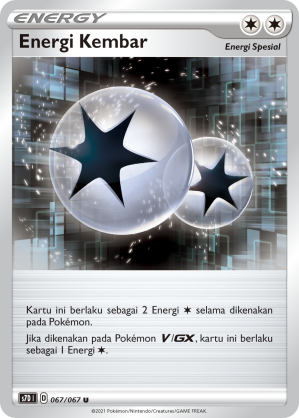 ENERGY
Energi Kembar
Energi Spesial
Kartu ini berlaku sebagai 2 Energi selama dikenakan
pada Pokémon.
Jika dikenakan pada Pokémon V/GX, kartu ini berlaku
sebagai 1 Energi.
S7D I D 067/067 U
©2021 Pokémon/Nintendo/Creatures/GAME FREAK.